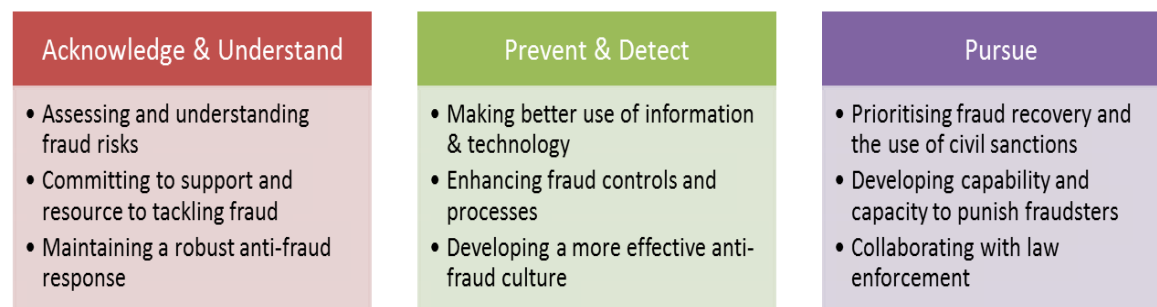 Acknowledge & Understand
• Assessing and understanding
fraud risks
• Committing to support and
resource to tackling fraud
• Maintaining a robust anti-fraud
response
Prevent & Detect
• Making better use of information
& technology
• Enhancing fraud controls and
processes
• Developing a more effective anti-
fraud culture
Pursue
• Prioritising fraud recovery and
the use of civil sanctions
• Developing capability and
capacity to punish fraudsters
• Collaborating with law
enforcement